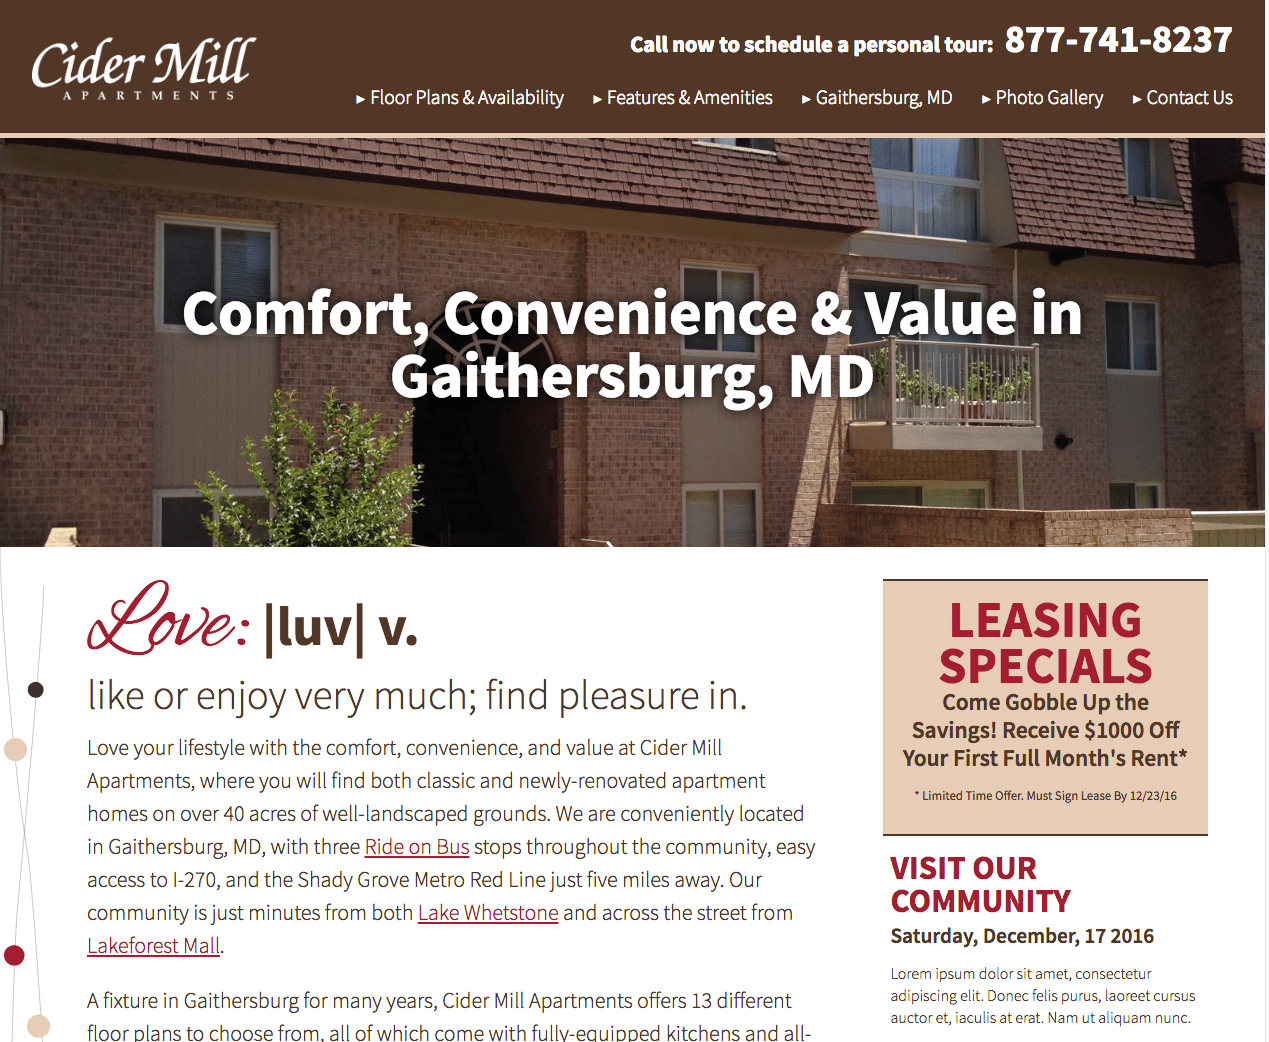 Cider Mill
APARTMENTS
Call now to schedule a personal tour: 877-741-8237
▸ Floor Plans & Availability ▸ Features & Amenities ▸ Gaithersburg, MD ▸ Photo Gallery ▸ Contact Us
Comfort, Convenience & Value in
Gaithersburg, MD
Love: |luv| v.
like or enjoy very much; find pleasure in.
Love your lifestyle with the comfort, convenience, and value at Cider Mill
Apartments, where you will find both classic and newly-renovated apartment
homes on over 40 acres of well-landscaped grounds. We are conveniently located
in Gaithersburg, MD, with three Ride on Bus stops throughout the community, easy
access to I-270, and the Shady Grove Metro Red Line just five miles away. Our
community is just minutes from both Lake Whetstone and across the street from
Lakeforest Mall.
A fixture in Gaithersburg for many years, Cider Mill Apartments offers 13 different
floor plans to choose from, all of which come with fully-equipped kitchens and all-
LEASING
SPECIALS
Come Gobble Up the
Savings! Receive $1000 Off
Your First Full Month's Rent*
* Limited Time Offer. Must Sign Lease By 12/23/16
VISIT OUR
COMMUNITY
Saturday, December, 17 2016
Lorem ipsum dolor sit amet, consectetur
adipiscing elit. Donec felis purus, laoreet cursus
auctor et, iaculis at erat. Nam ut aliquam nunc.